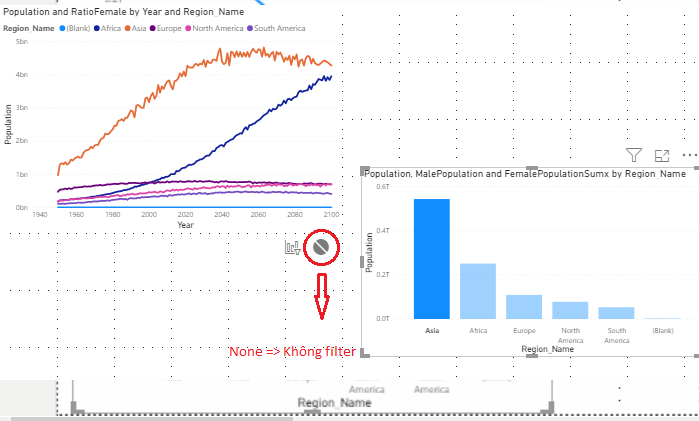 Population and RatioFemale by Year and Region_Name
Region_Name (Blank) Africa Asia Europe North America South America
5bn
4bn
3bn
2bn
1bn
0bn
Population
1940 1960 1980 2000 2020 2040 2060 2080 2100
Year
None => Không filter
Population, MalePopulation and FemalePopulationSumx by Region_Name
0.6T
0.4T
0.2T
0.0T
Population
Asia Africa Europe North America South America (Blank)
Region_Name
America America
Region_Name